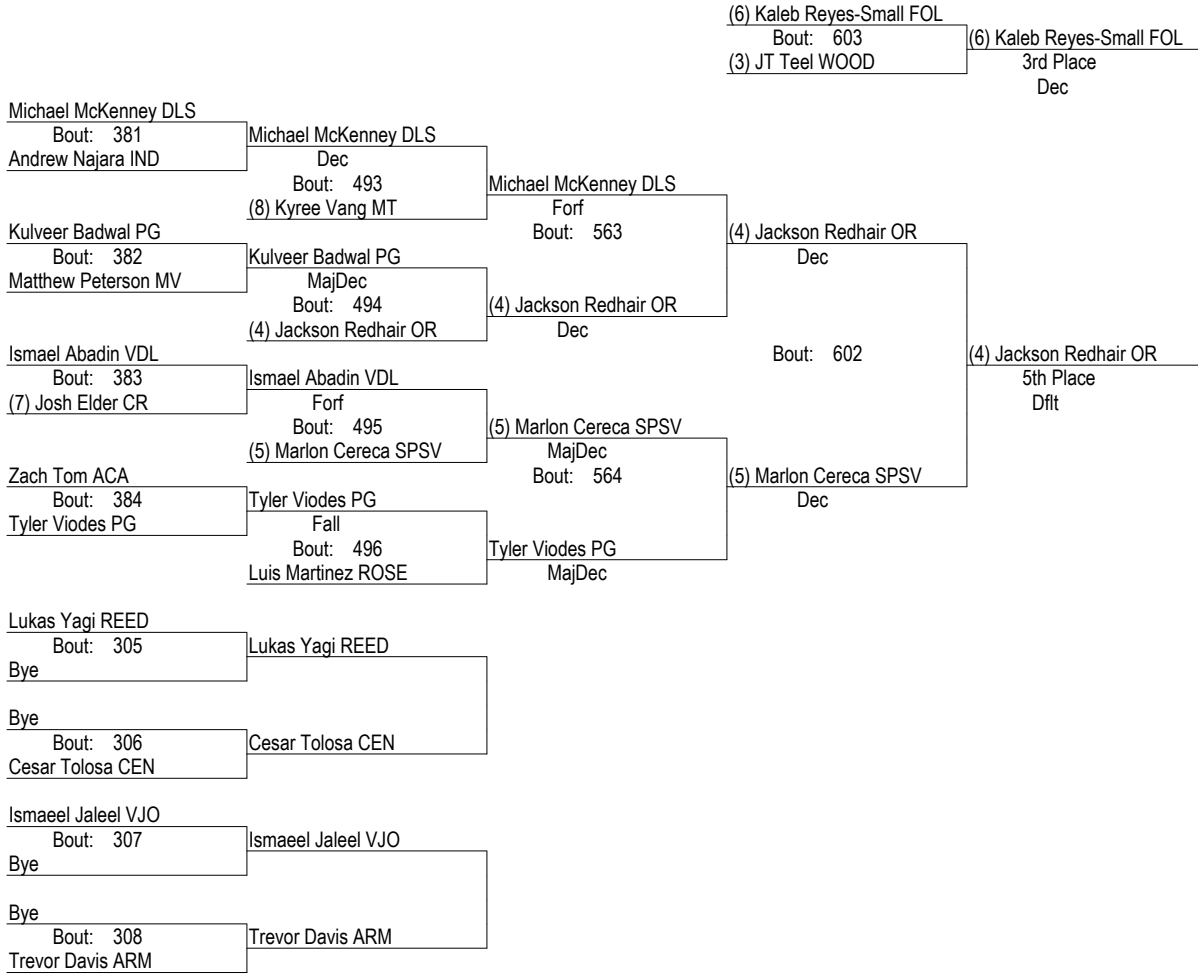 (6) Kaleb Reyes-Small FOL
Bout: 603
(6) Kaleb Reyes-Small FOL
(3) JT Teel WOOD
3rd Place
Dec
Michael McKenney DLS
Bout: 381
Michael McKenney DLS
Andrew Najara IND
Dec
Bout: 493
Michael McKenney DLS
(8) Kyree Vang MT
Forf
Kulveer Badwal PG
Bout: 563
(4) Jackson Redhair OR
Bout: 382
Kulveer Badwal PG
Dec
Matthew Peterson MV
MajDec
Bout: 494
(4) Jackson Redhair OR
(4) Jackson Redhair OR
Dec
Ismael Abadin VDL
Bout: 602
(4) Jackson Redhair OR
Bout: 383
Ismael Abadin VDL
5th Place
(7) Josh Elder CR
Forf
Dflt
Bout: 495
(5) Marlon Cereca SPSV
(5) Marlon Cereca SPSV
MajDec
Zach Tom ACA
Bout: 564
(5) Marlon Cereca SPSV
Bout: 384
Tyler Viodes PG
Dec
Tyler Viodes PG
Fall
Bout: 496
Tyler Viodes PG
Luis Martinez ROSE
MajDec
Lukas Yagi REED
Bout: 305
Lukas Yagi REED
Bye
Bye
Bout: 306
Cesar Tolosa CEN
Cesar Tolosa CEN
Ismaeel Jaleel VJO
Bout: 307
Ismaeel Jaleel VJO
Bye
Bye
Bout: 308
Trevor Davis ARM
Trevor Davis ARM